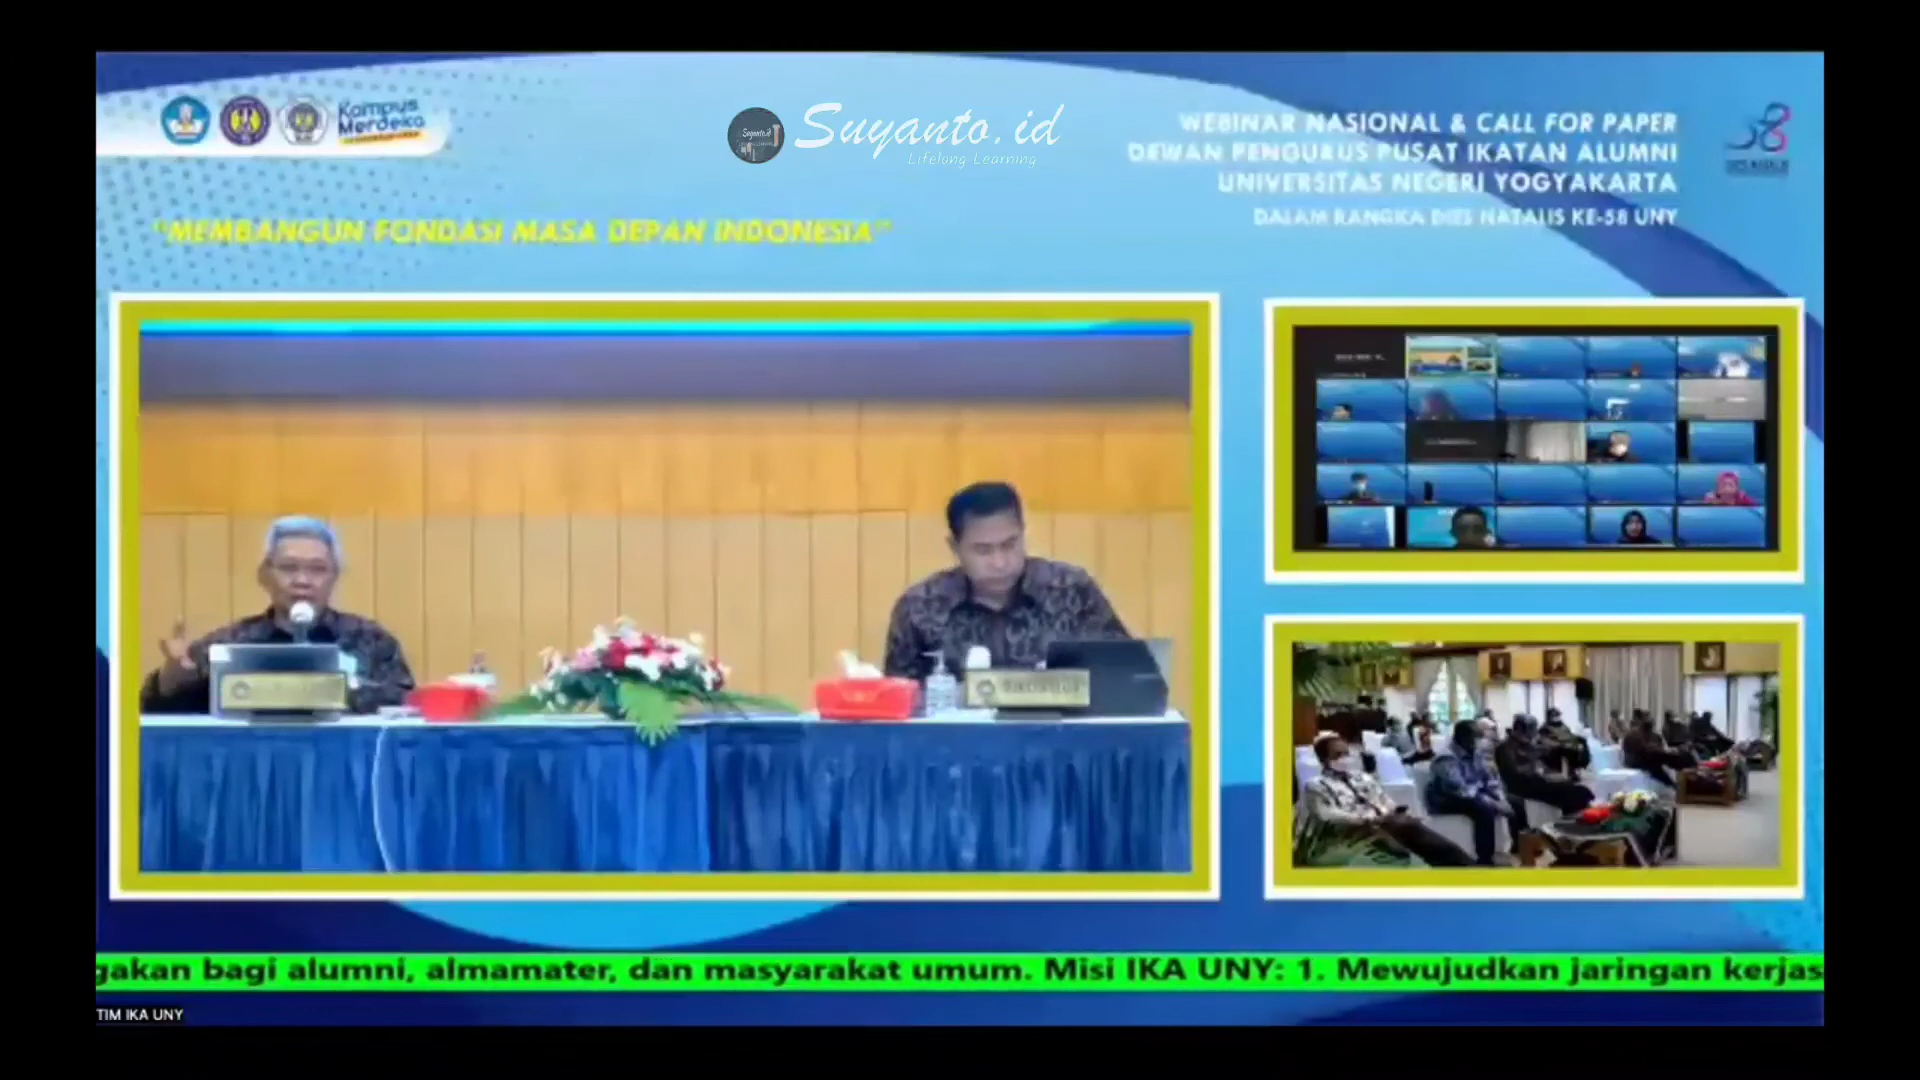 Kampus
Merdeka
Suyanto.id
Lifelong Learning
WEBINAR NASIONAL & CALL FOR PAPER
DEWAN PENGURUS PUSAT IKATAN ALUMNI
UNIVERSITAS NEGERI YOGYAKARTA
DALAM RANGKA DIES NATALIS KE-58 UNY
"MEMBANGUN FONDASI MASA DEPAN INDONESIA"
gakan bagi alumni, almamater, dan masyarakat umum. Misi IKA UNY: 1. Mewujudkan jaringan kerjas
TIM IKA UNY